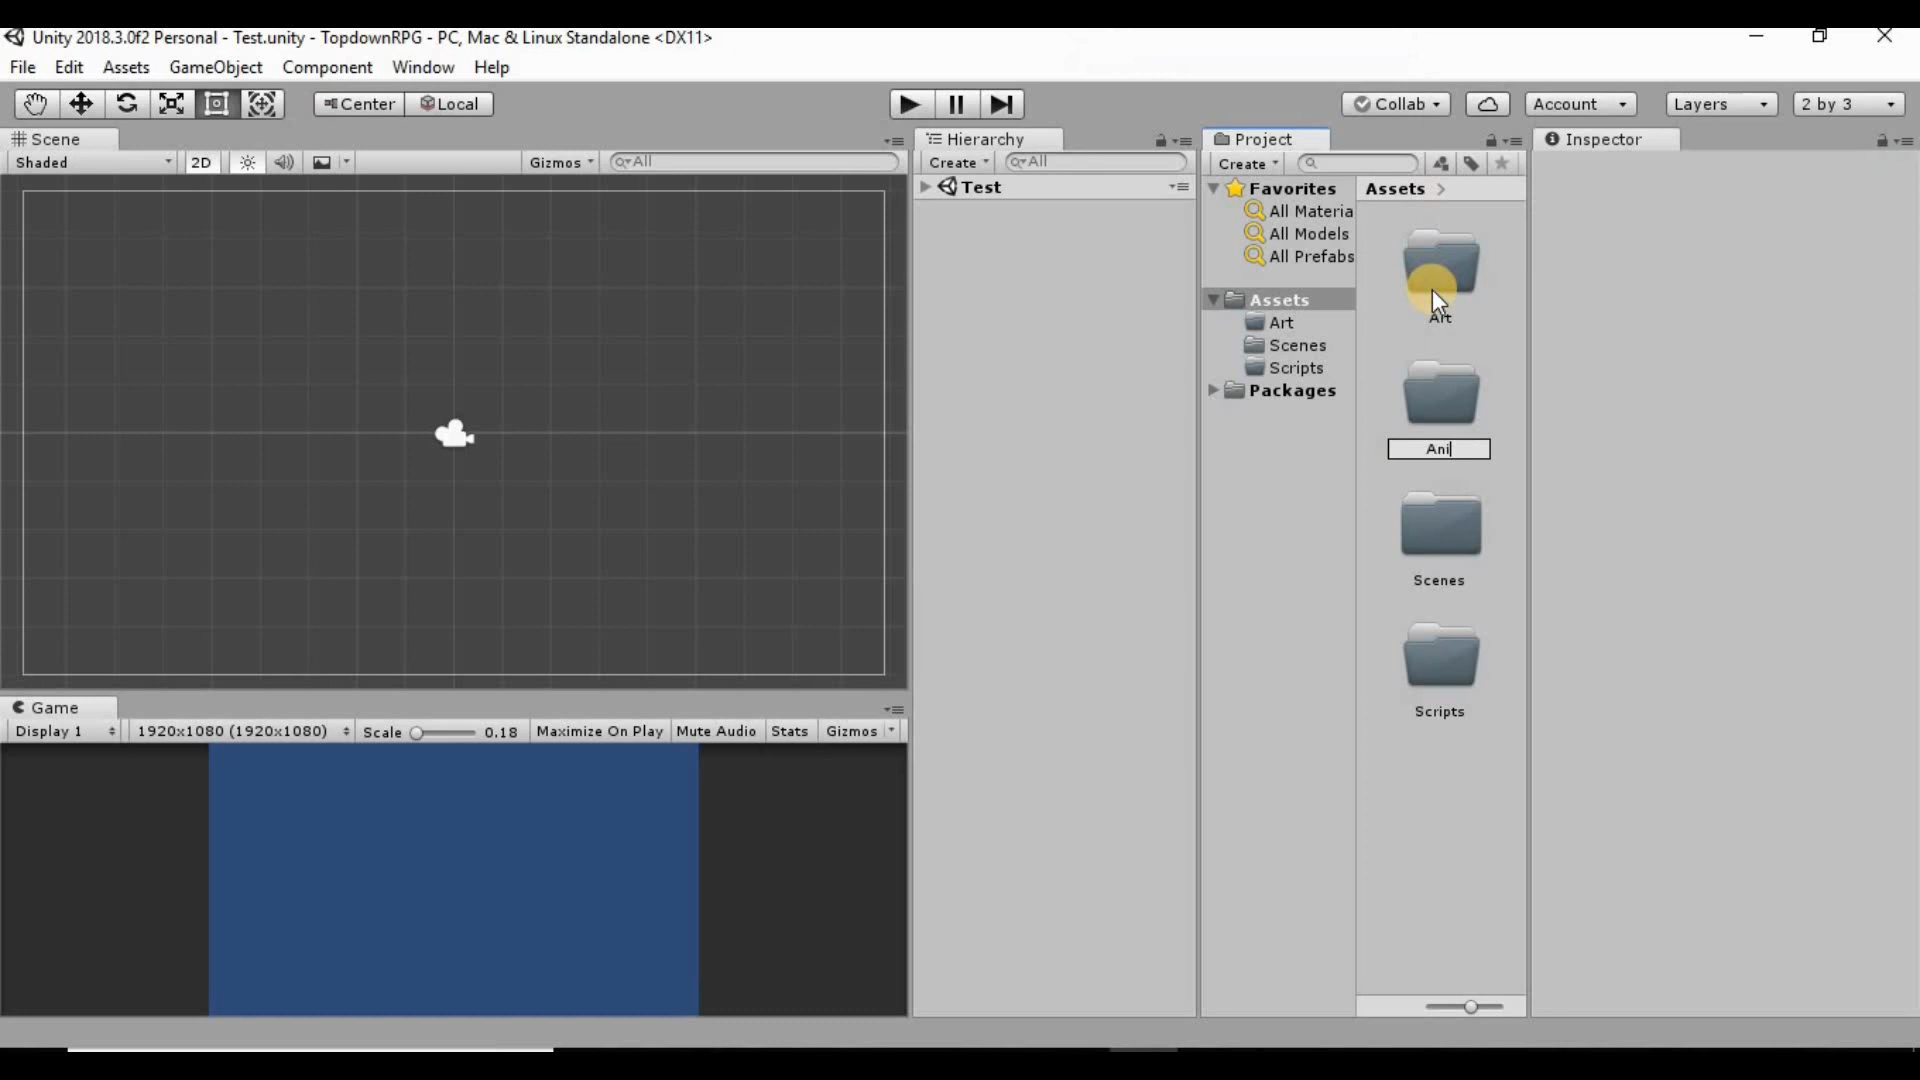 Unity 2018.3.0f2 Personal - Test.unity - TopdownRPG - PC, Mac & Linux Standalone <DX11>
File Edit Assets GameObject Component Window Help
Center Local Collab Account Layers 2 by 3
Scene Hierarchy Project Inspector
Shaded 2D Gizmos All Create All Create
Test
Favorites
All Materia
All Models
All Prefabs
Assets
Art
Scenes
Scripts
Packages
Assets
Art
Ani
Scenes
Scripts
Game
Display 1 1920x1080 (1920x1080) Scale 0.18 Maximize On Play Mute Audio Stats Gizmos